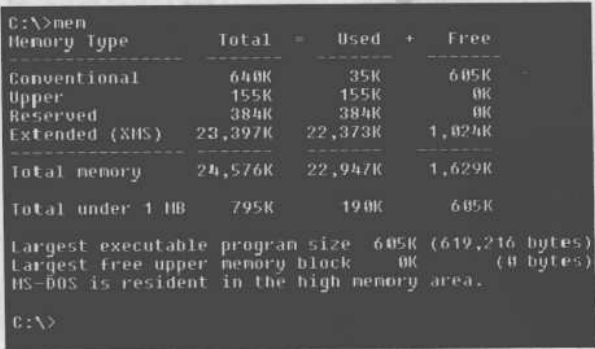 C:\>mem
Memory Type Total = Used + Free
---------------- ------- ------- -------
Conventional 640K 35K 605K
Upper 155K 155K 0K
Reserved 384K 384K 0K
Extended (XMS) 23,397K 22,373K 1,024K
---------------- ------- ------- -------
Total memory 24,576K 22,947K 1,629K
Total under 1 MB 795K 190K 605K
Largest executable program size 605K (619,216 bytes)
Largest free upper memory block 0K (0 bytes)
MS-DOS is resident in the high memory area.
C:\>